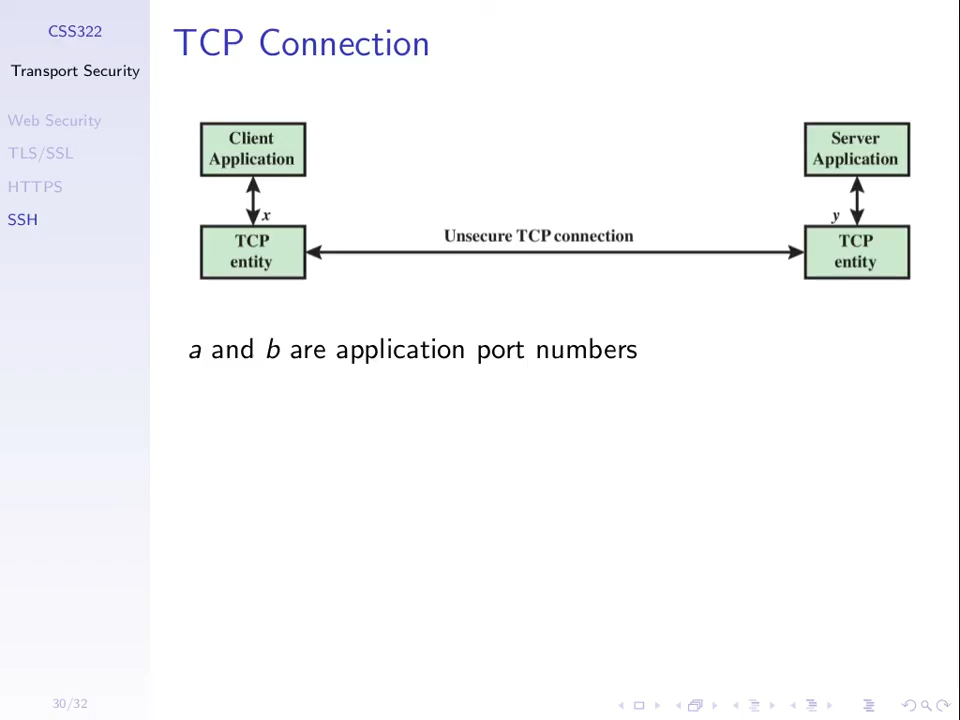 CSS322
Transport Security
Web Security
TLS/SSL
HTTPS
SSH
TCP Connection
Client
Application
Server
Application
x
y
TCP
entity
Unsecure TCP connection
TCP
entity
a and b are application port numbers
30/32